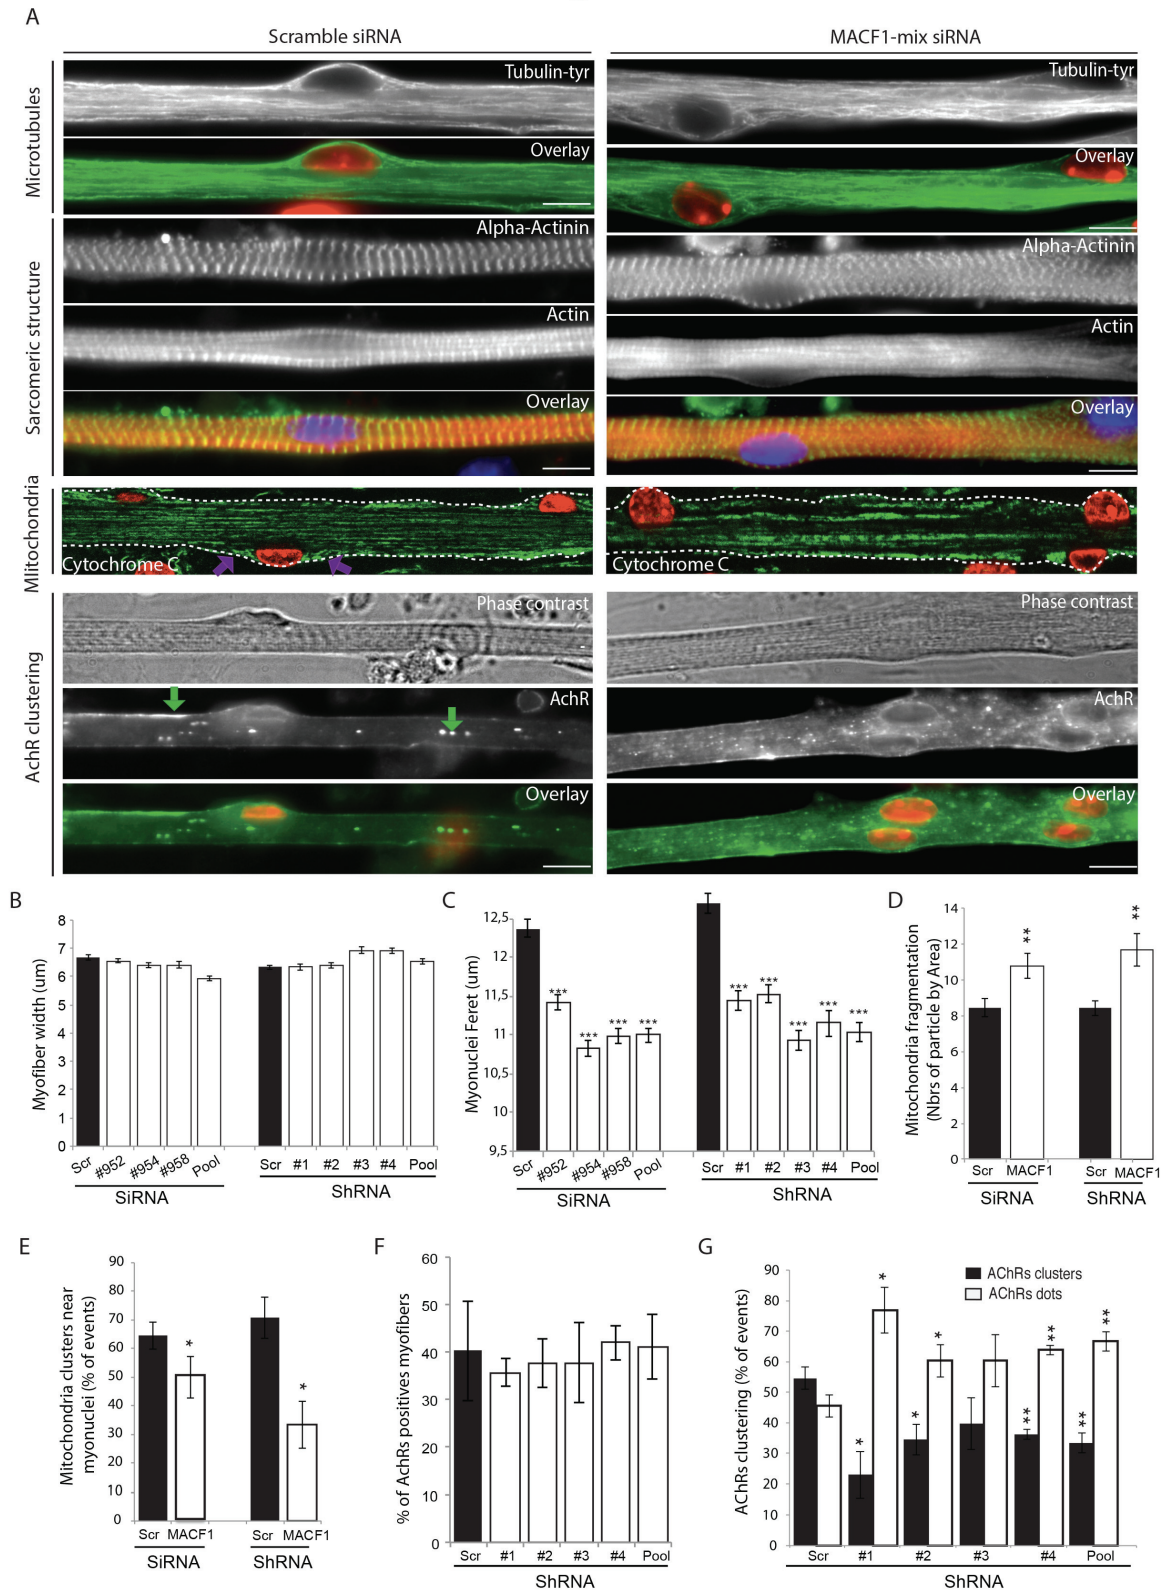 A
Scramble siRNA
MACF1-mix siRNA
Microtubules
Tubulin-tyr
Tubulin-tyr
Overlay
Overlay
Sarcomeric structure
Alpha-Actinin
Alpha-Actinin
Actin
Actin
Overlay
Overlay
MIitochondria
Cytochrome C
Cytochrome C
AchR clustering
Phase contrast
Phase contrast
AchR
AchR
Overlay
Overlay
B
Myofiber width (um)
8
7
6
5
4
3
2
1
0
Scr #952 #954 #958 Pool
Scr #1 #2 #3 #4 Pool
SiRNA
ShRNA
C
Myonuclei Feret (um)
12,5
11,5
11
10,5
10
9,5
*** *** *** ***
*** *** *** *** ***
Scr #952 #954 #958 Pool
Scr #1 #2 #3 #4 Pool
SiRNA
ShRNA
D
Mitochondria fragmentation
(Nbrs of particle by Area)
14
12
10
8
6
4
2
0
** **
Scr MACF1 Scr MACF1
SiRNA ShRNA
E
Mitochondria clusters near
myonuclei (% of events)
90
80
70
60
50
40
30
20
10
0
* *
Scr MACF1 Scr MACF1
SiRNA ShRNA
F
% of AchRs positives myofibers
60
50
40
30
20
10
0
Scr #1 #2 #3 #4 Pool
ShRNA
G
AChRs clustering (% of events)
90
80
70
60
50
40
30
20
10
0
AChRs clusters
AChRs dots
* * * * ** ** ** **
Scr #1 #2 #3 #4 Pool
ShRNA